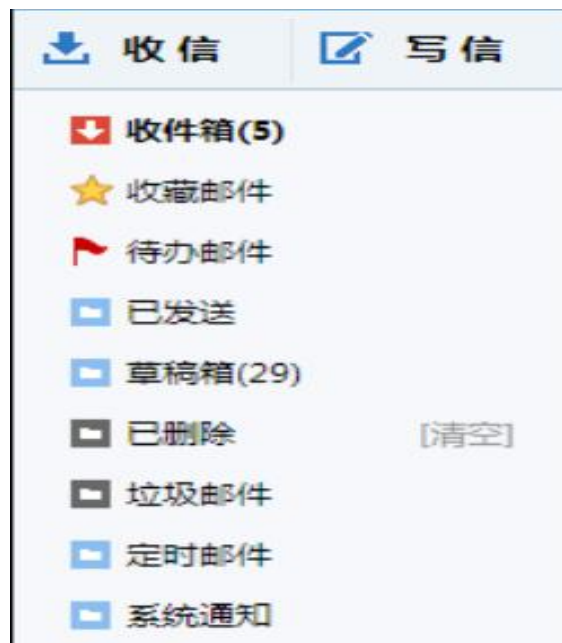 收信 写信
收件箱(5)
收藏邮件
待办邮件
已发送
草稿箱(29)
已删除 [清空]
垃圾邮件
定时邮件
系统通知